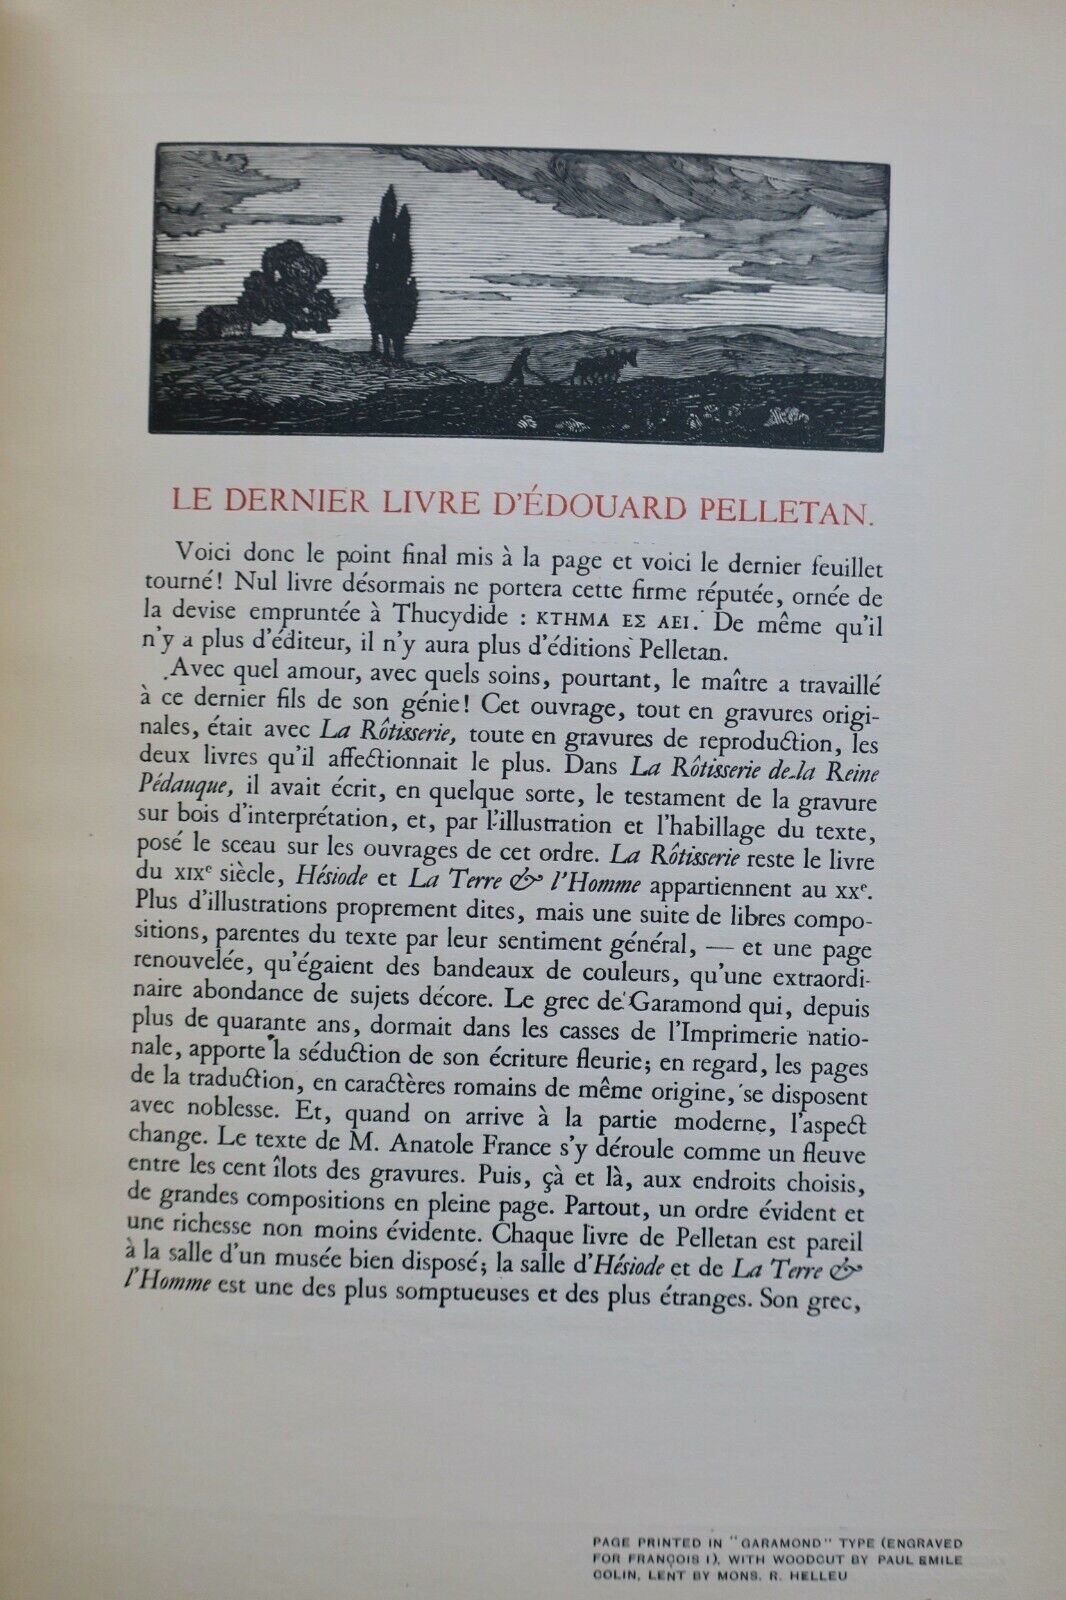 LE DERNIER LIVRE D'ÉDOUARD PELLETAN.
Voici donc le point final mis à la page et voici le dernier feuillet
tourné! Nul livre désormais ne portera cette firme réputée, ornée de
la devise empruntée à Thucydide : ΚΤΗΜΑ ΕΣ ΑΕΙ. De même qu'il
n'y a plus d'éditeur, il n'y aura plus d'éditions Pelletan.
Avec quel amour, avec quels soins, pourtant, le maître a travaillé
à ce dernier fils de son génie! Cet ouvrage, tout en gravures origi-
nales, était avec La Rôtisserie, toute en gravures de reproduction, les
deux livres qu'il affectionnait le plus. Dans La Rôtisserie de la Reine
Pédauque, il avait écrit, en quelque sorte, le testament de la gravure
sur bois d'interprétation, et, par l'illustration et l'habillage du texte,
posé le sceau sur les ouvrages de cet ordre. La Rôtisserie reste le livre
du XIXe siècle, Hésiode et La Terre & l'Homme appartiennent au XXe.
Plus d'illustrations proprement dites, mais une suite de libres compo-
sitions, parentes du texte par leur sentiment général, — et une page
renouvelée, qu'égaient des bandeaux de couleurs, qu'une extraordi-
naire abondance de sujets décore. Le grec de Garamond qui, depuis
plus de quarante ans, dormait dans les casses de l'Imprimerie natio-
nale, apporte la séduction de son écriture fleurie; en regard, les pages
de la traduction, en caractères romains de même origine, se disposent
avec noblesse. Et, quand on arrive à la partie moderne, l'aspect
change. Le texte de M. Anatole France s'y déroule comme un fleuve
entre les cent îlots des gravures. Puis, çà et là, aux endroits choisis,
de grandes compositions en pleine page. Partout, un ordre évident et
une richesse non moins évidente. Chaque livre de Pelletan est pareil
à la salle d'un musée bien disposé; la salle d'Hésiode et de La Terre &
l'Homme est une des plus somptueuses et des plus étranges. Son grec,
PAGE PRINTED IN "GARAMOND" TYPE (ENGRAVED
FOR FRANÇOIS I), WITH WOODCUT BY PAUL EMILE
COLIN, LENT BY MONS. R. HELLEU